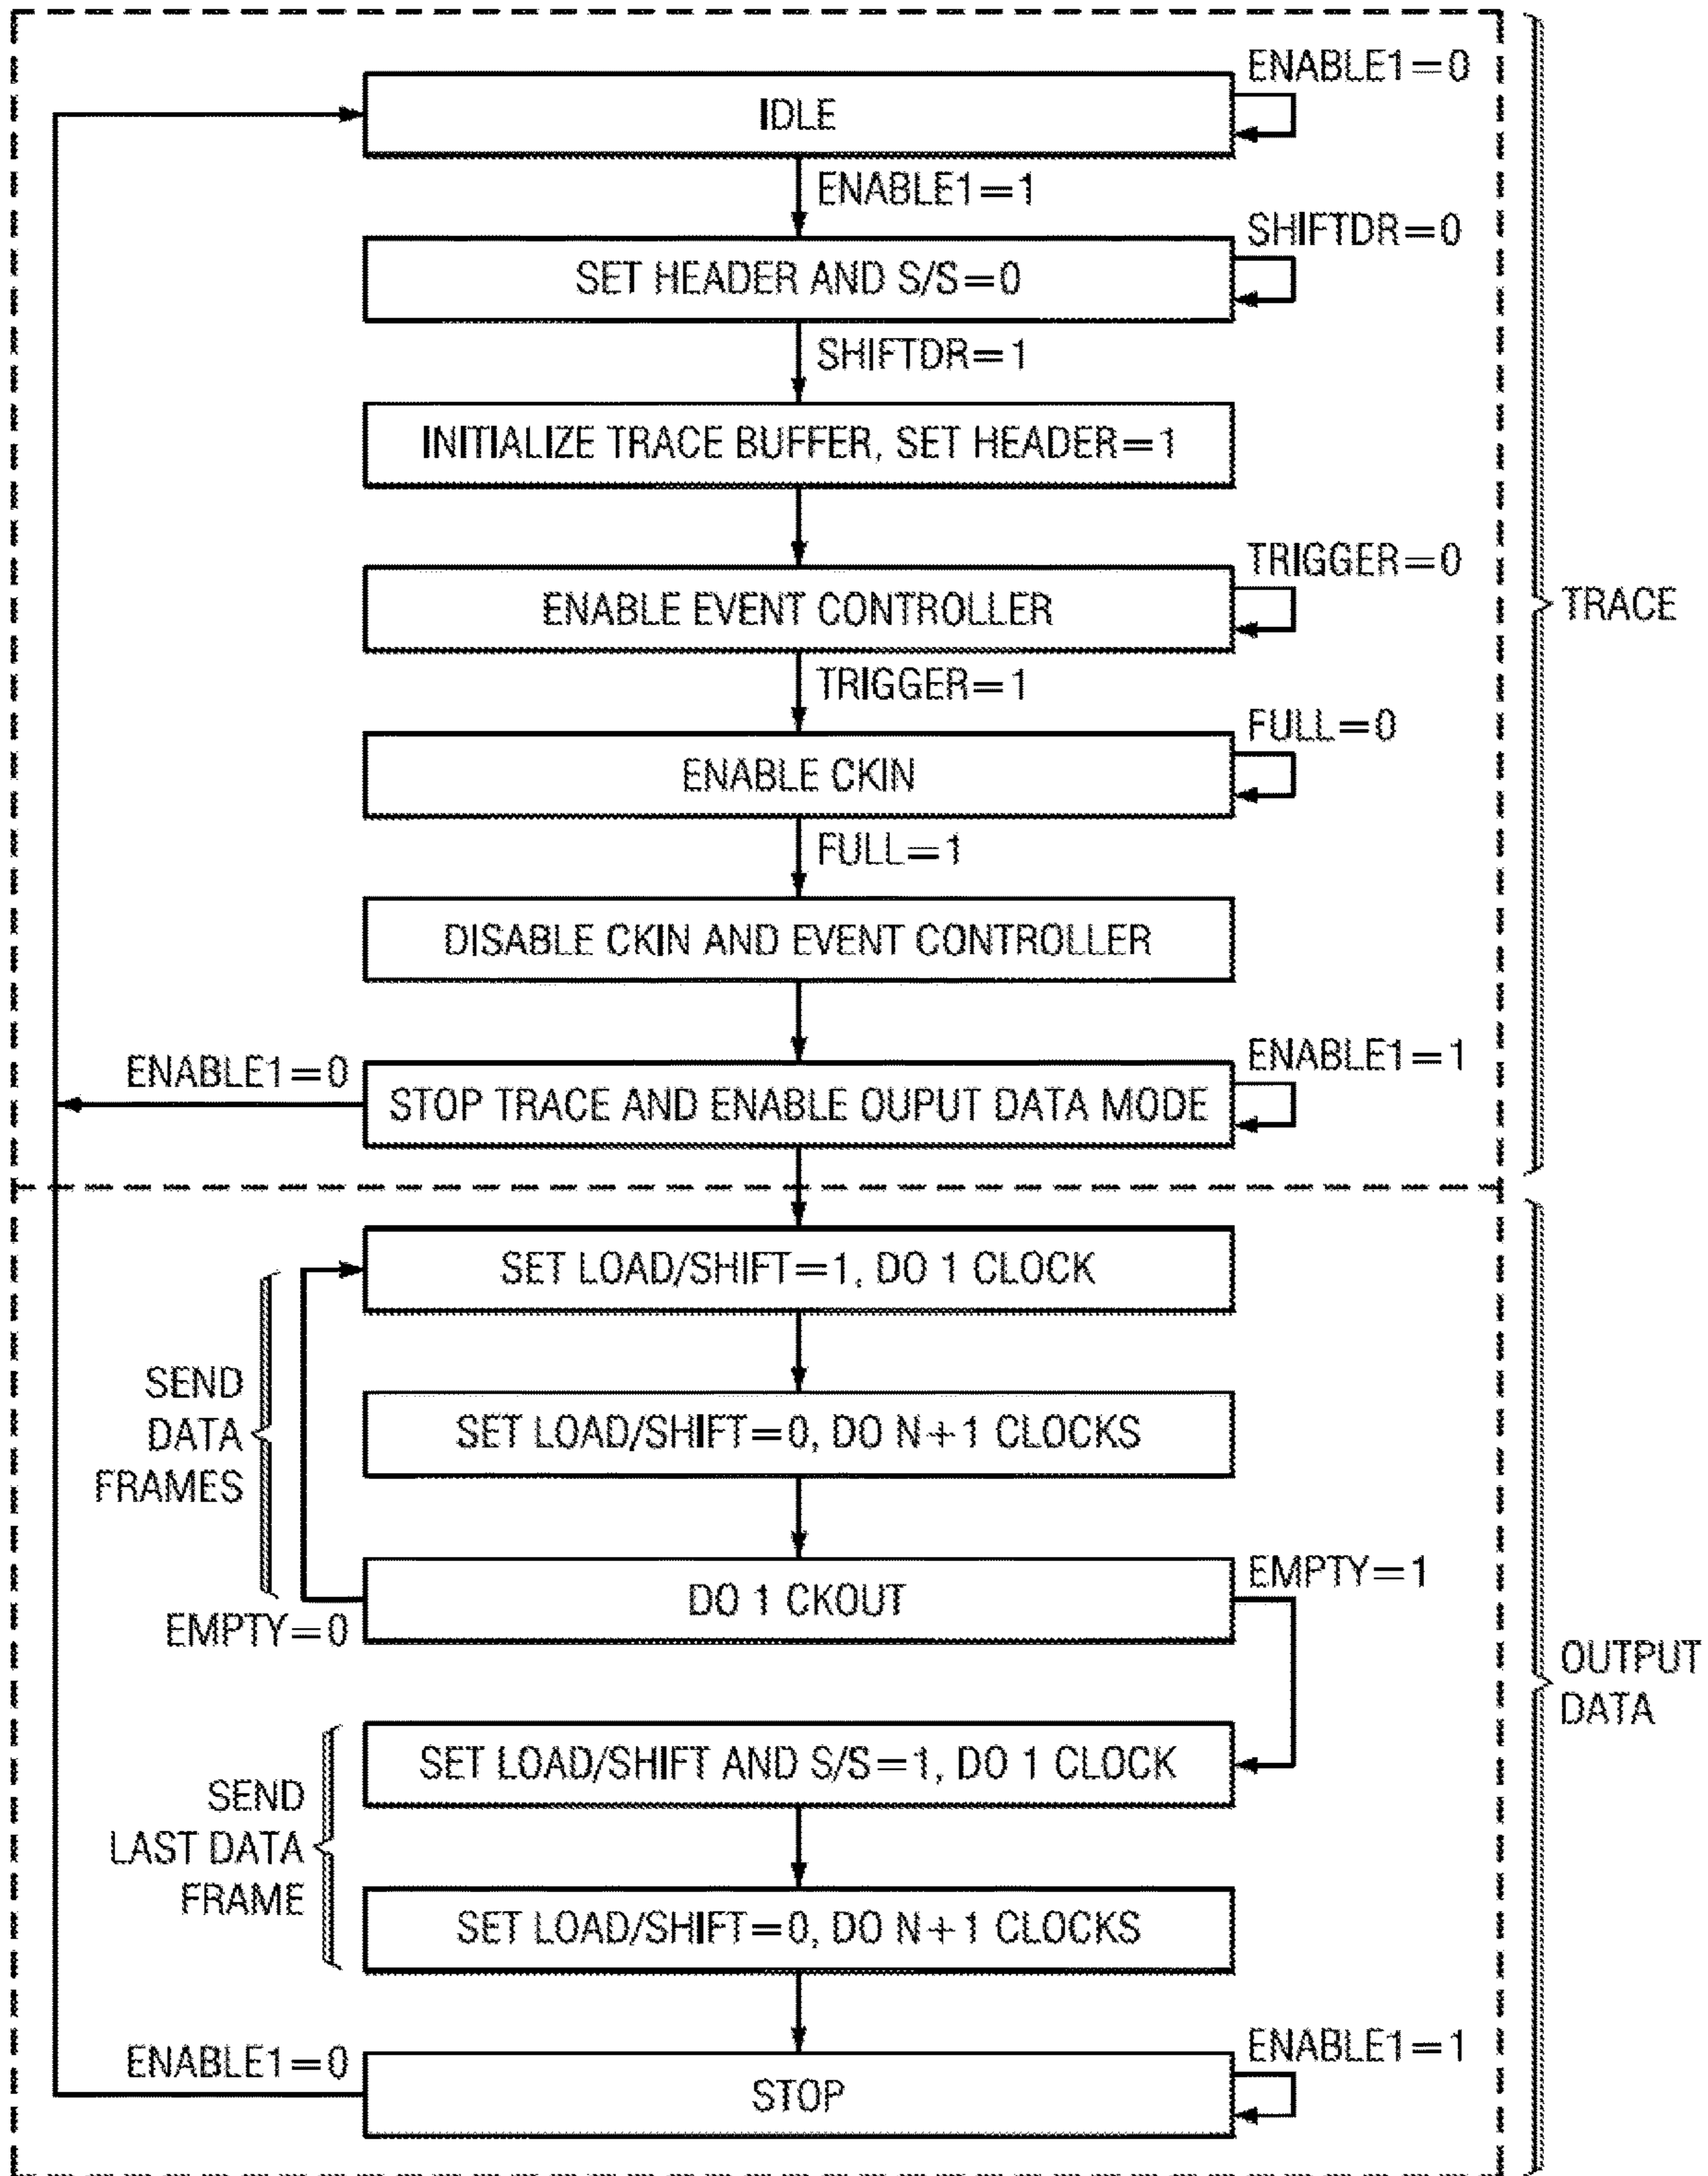 ENABLE1=0
IDLE
ENABLE1=1
SHIFTDR=0
SET HEADER AND S/S=0
SHIFTDR=1
INITIALIZE TRACE BUFFER, SET HEADER=1
TRIGGER=0
ENABLE EVENT CONTROLLER
TRACE
TRIGGER=1
FULL=0
ENABLE CKIN
FULL=1
DISABLE CKIN AND EVENT CONTROLLER
ENABLE1=0
ENABLE1=1
STOP TRACE AND ENABLE OUPUT DATA MODE
SET LOAD/SHIFT=1, DO 1 CLOCK
SEND
DATA
FRAMES
SET LOAD/SHIFT=0, DO N+1 CLOCKS
EMPTY=1
DO 1 CKOUT
EMPTY=0
OUTPUT
DATA
SET LOAD/SHIFT AND S/S=1, DO 1 CLOCK
SEND
LAST DATA
FRAME
SET LOAD/SHIFT=0, DO N+1 CLOCKS
ENABLE1=0
ENABLE1=1
STOP